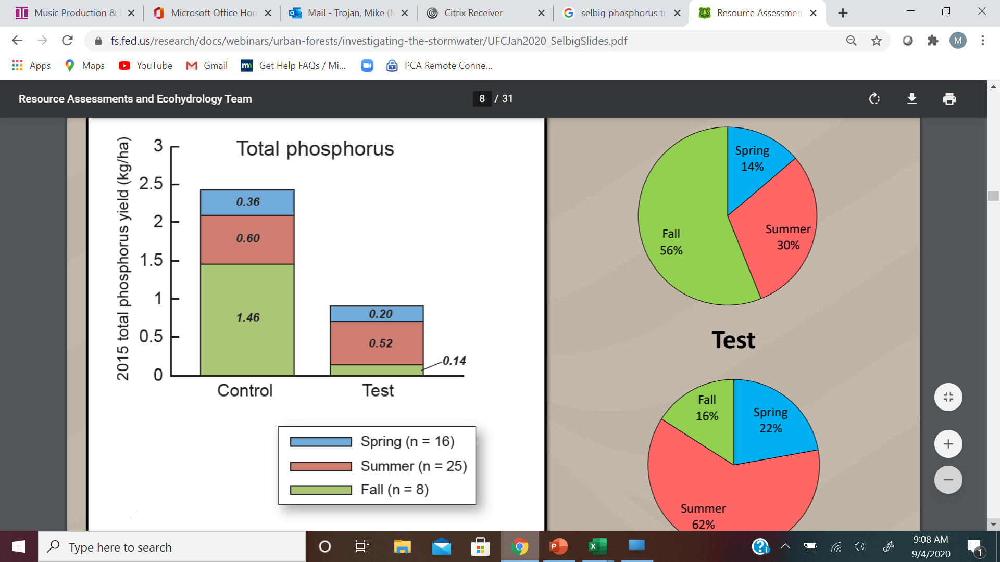 Music Production &
Microsoft Office Hon
Mail - Trojan, Mike (
Citrix Receiver
selbig phosphorus tr
Resource Assessmen
fs.fed.us/research/docs/webinars/urban-forests/investigating-the-stormwater/UFCJan2020_SelbigSlides.pdf
M
Apps
Maps
YouTube
Gmail
mn
Get Help FAQs / Mi...
PCA Remote Conne...
Resource Assessments and Ecohydrology Team
8 / 31
Total phosphorus
2015 total phosphorus yield (kg/ha)
3
2.5
2
1.5
1
0.5
0
0.36
0.60
1.46
0.20
0.52
0.14
Control
Test
Spring (n = 16)
Summer (n = 25)
Fall (n = 8)
Spring
14%
Summer
30%
Fall
56%
Test
Fall
16%
Spring
22%
Summer
62%
Type here to search
9:08 AM
9/4/2020
1